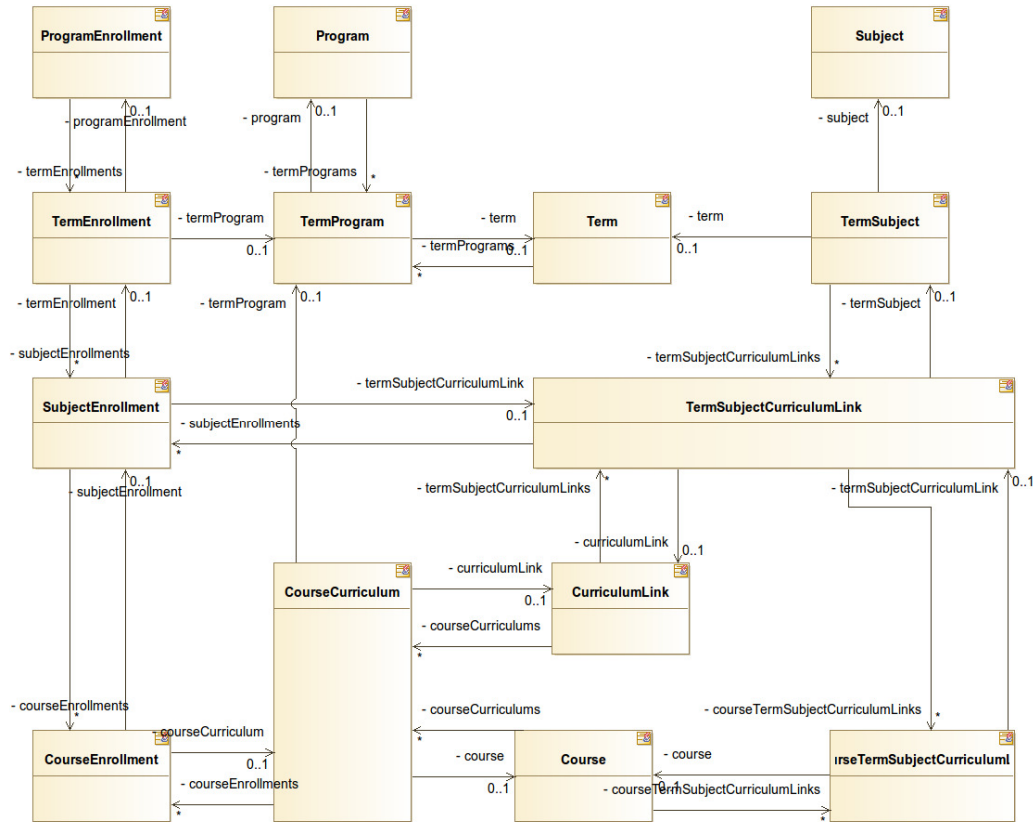 ProgramEnrollment
Program
Subject
0..1
- programEnrollment
0..1
- program
0..1
- subject
- termEnrollments
*
- termPrograms
*
TermEnrollment
- termProgram
0..1
TermProgram
- term
0..1
- termPrograms
*
Term
- term
0..1
TermSubject
0..1
- termEnrollment
0..1
- termProgram
0..1
- termSubject
- subjectEnrollments
*
- termSubjectCurriculumLinks
*
SubjectEnrollment
- termSubjectCurriculumLink
0..1
- subjectEnrollments
*
TermSubjectCurriculumLink
0..1
- subjectEnrollment
- termSubjectCurriculumLinks
*
- termSubjectCurriculumLink
0..1
- curriculumLink
0..1
CourseCurriculum
- curriculumLink
0..1
CurriculumLink
- courseCurriculums
*
- courseEnrollments
*
- courseCurriculum
0..1
- courseCurriculums
*
- courseTermSubjectCurriculumLinks
*
CourseEnrollment
- courseEnrollments
*
- course
0..1
Course
- course
0..1
- courseTermSubjectCurriculumLinks
*
urseTermSubjectCurriculumL